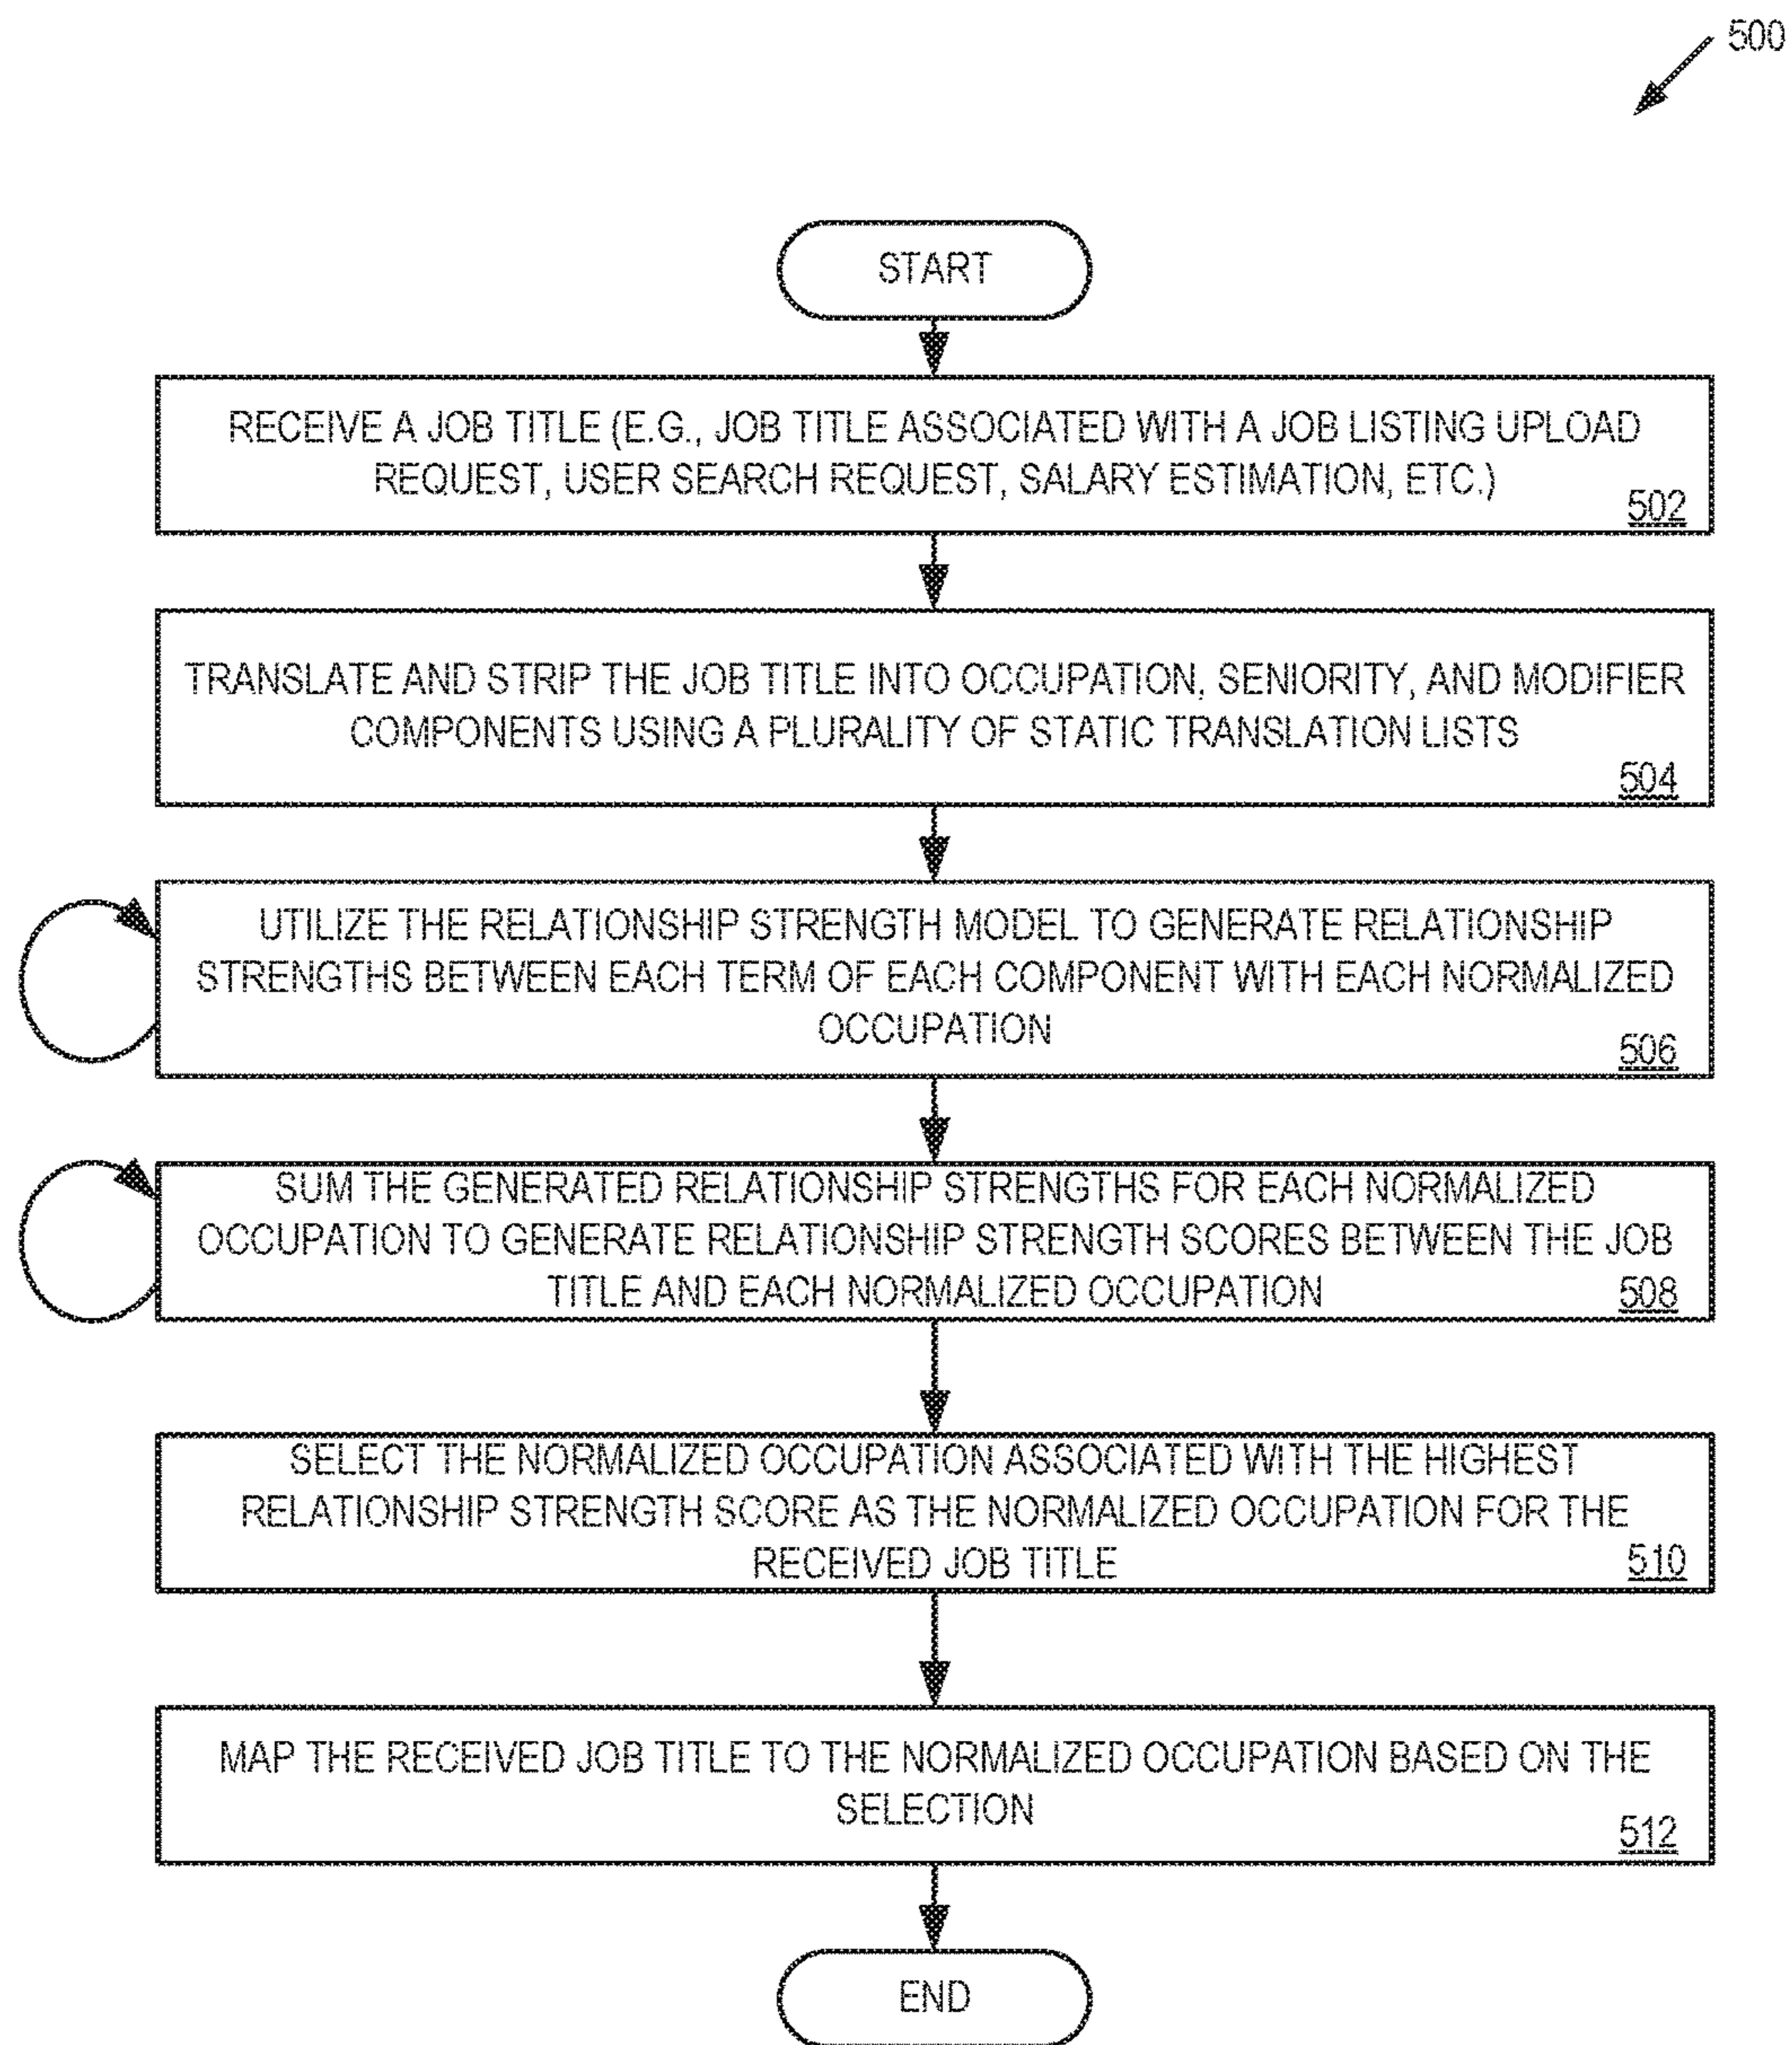 500
START
RECEIVE A JOB TITLE (E.G., JOB TITLE ASSOCIATED WITH A JOB LISTING UPLOAD
REQUEST, USER SEARCH REQUEST, SALARY ESTIMATION, ETC.)
502
TRANSLATE AND STRIP THE JOB TITLE INTO OCCUPATION, SENIORITY, AND MODIFIER
COMPONENTS USING A PLURALITY OF STATIC TRANSLATION LISTS
504
UTILIZE THE RELATIONSHIP STRENGTH MODEL TO GENERATE RELATIONSHIP
STRENGTHS BETWEEN EACH TERM OF EACH COMPONENT WITH EACH NORMALIZED
OCCUPATION
506
SUM THE GENERATED RELATIONSHIP STRENGTHS FOR EACH NORMALIZED
OCCUPATION TO GENERATE RELATIONSHIP STRENGTH SCORES BETWEEN THE JOB
TITLE AND EACH NORMALIZED OCCUPATION
508
SELECT THE NORMALIZED OCCUPATION ASSOCIATED WITH THE HIGHEST
RELATIONSHIP STRENGTH SCORE AS THE NORMALIZED OCCUPATION FOR THE
RECEIVED JOB TITLE
510
MAP THE RECEIVED JOB TITLE TO THE NORMALIZED OCCUPATION BASED ON THE
SELECTION
512
END